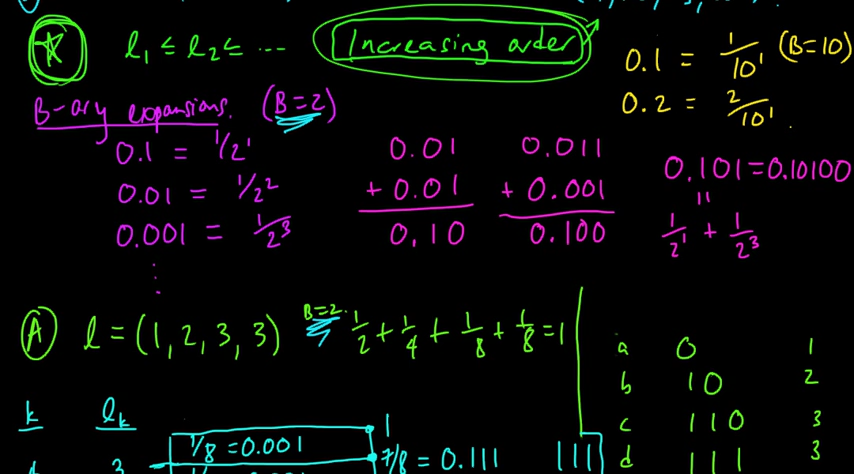 K l₁ ≤ l₂ ≤ ... Increasing order
0.1 = 1/10¹ (B=10)
0.2 = 2/10¹
B-ary expansions. (B=2)
0.1 = 1/2¹
0.01 = 1/2²
0.001 = 1/2³
⋮
0.01
+ 0.01
0.10
0.011
+ 0.001
0.100
0.101 = 0.10100
=
1/2¹ + 1/2³
A l = (1, 2, 3, 3) B=2. 1/2 + 1/4 + 1/8 + 1/8 = 1
a 0 1
b 10 2
c 110 3
d 111 3
k lₖ
1/8 = 0.001 1
7/8 = 0.111 111
3